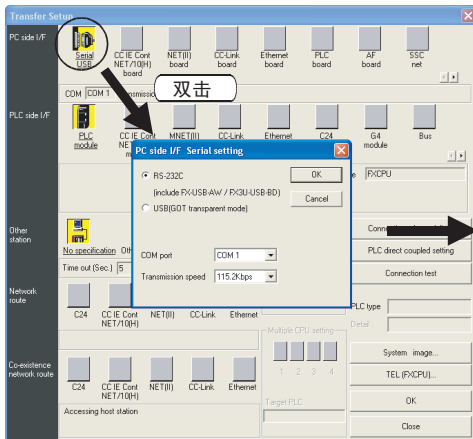 Transfer Setup
PC side I/F
Serial
USB
CC IE Cont
NET/10(H)
board
NET(II)
board
CC-Link
board
Ethernet
board
PLC
board
AF
board
SSC
net
双击
COM
COM 1
PLC side I/F
PLC
module
CC IE Cont
MNET(II)
CC-Link
Ethernet
C24
G4
module
Bus
PC side I/F Serial setting
RS-232C
(include FX-USB-AW / FX3U-USB-BD)
USB(GOT transparent mode)
OK
Cancel
COM port
COM 1
Transmission speed
115.2Kbps
FXCPU
Other
station
No specification
Time out (Sec.)
5
PLC direct coupled setting
Connection test
Network
route
C24
CC IE Cont
NET/10(H)
NET(II)
CC-Link
Ethernet
PLC type
Detail
Multiple CPU setting
1 2 3 4
Target PLC
System image...
TEL (FXCPU)...
OK
Close
Co-existence
network route
C24
CC IE Cont
NET/10(H)
NET(II)
CC-Link
Ethernet
Accessing host station